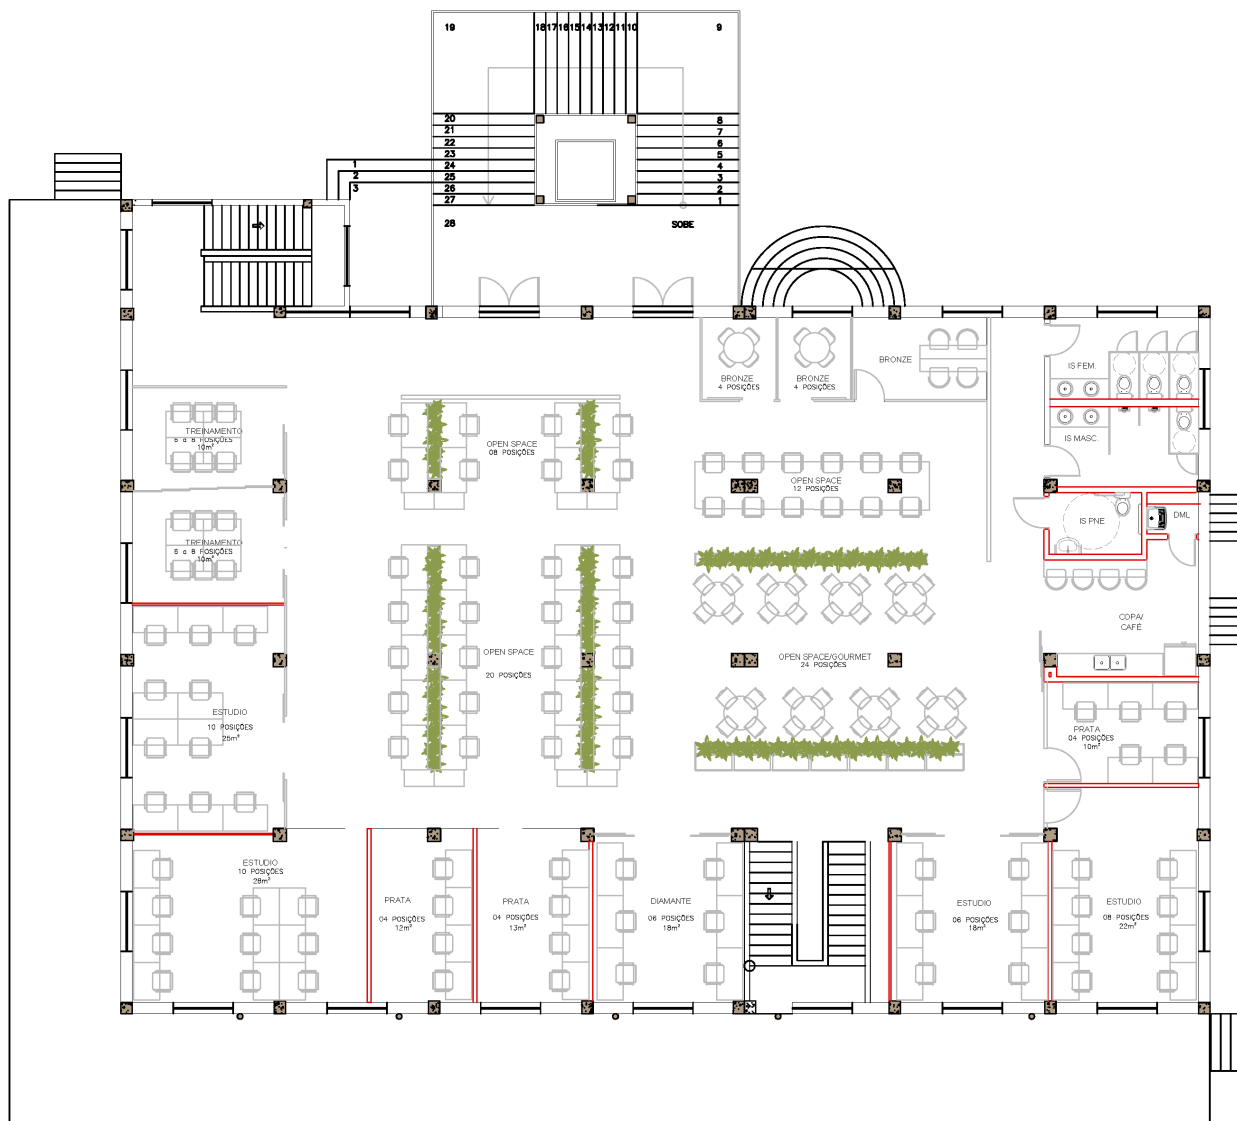 19
18 17 16 15 14 13 12 11 10
9
20
21
22
23
24
25
26
27
28
8
7
6
5
4
3
2
1
SOBE
1
2
3
IS FEM.
BRONZE
BRONZE
4 POSIÇÕES
BRONZE
4 POSIÇÕES
IS MASC.
TREINAMENTO
6 a 8 POSIÇÕES
10m²
OPEN SPACE
08 POSIÇÕES
OPEN SPACE
12 POSIÇÕES
IS PNE
DML
TREINAMENTO
6 a 8 POSIÇÕES
10m²
COPA/
CAFÉ
OPEN SPACE
20 POSIÇÕES
OPEN SPACE/GOURMET
24 POSIÇÕES
ESTUDIO
10 POSIÇÕES
25m²
PRATA
04 POSIÇÕES
10m²
ESTUDIO
10 POSIÇÕES
28m²
PRATA
04 POSIÇÕES
12m²
PRATA
04 POSIÇÕES
13m²
DIAMANTE
06 POSIÇÕES
18m²
ESTUDIO
06 POSIÇÕES
18m²
ESTUDIO
08 POSIÇÕES
22m²